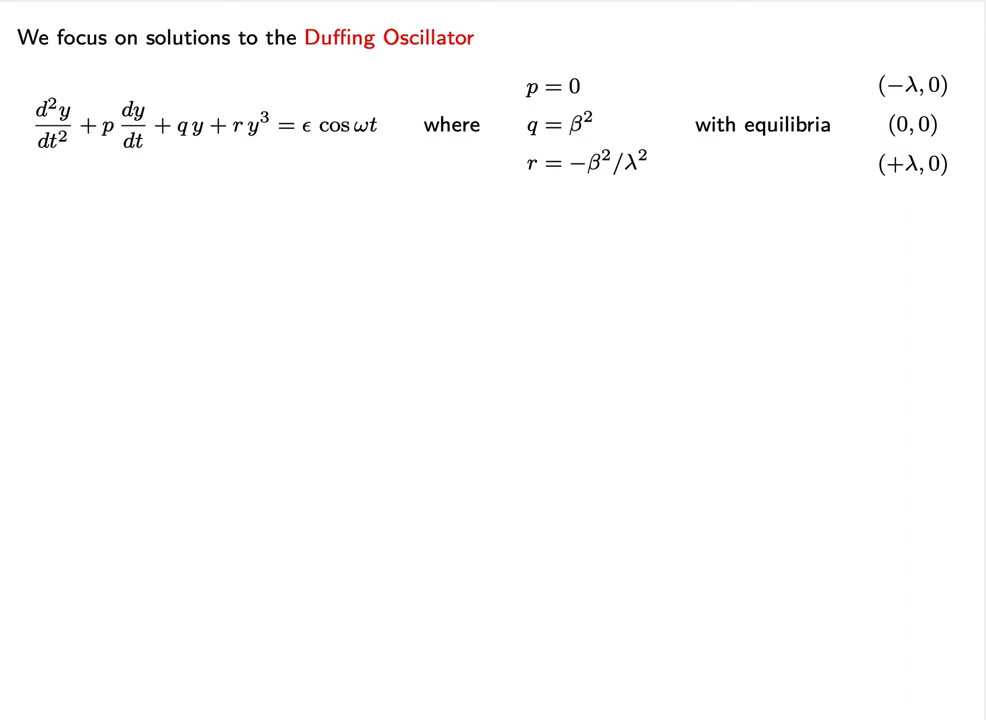 We focus on solutions to the Duffing Oscillator
d²y/dt² + p dy/dt + q y + r y³ = ϵ cos ωt where p = 0 q = β² r = −β²/λ² with equilibria (−λ, 0) (0, 0) (+λ, 0)